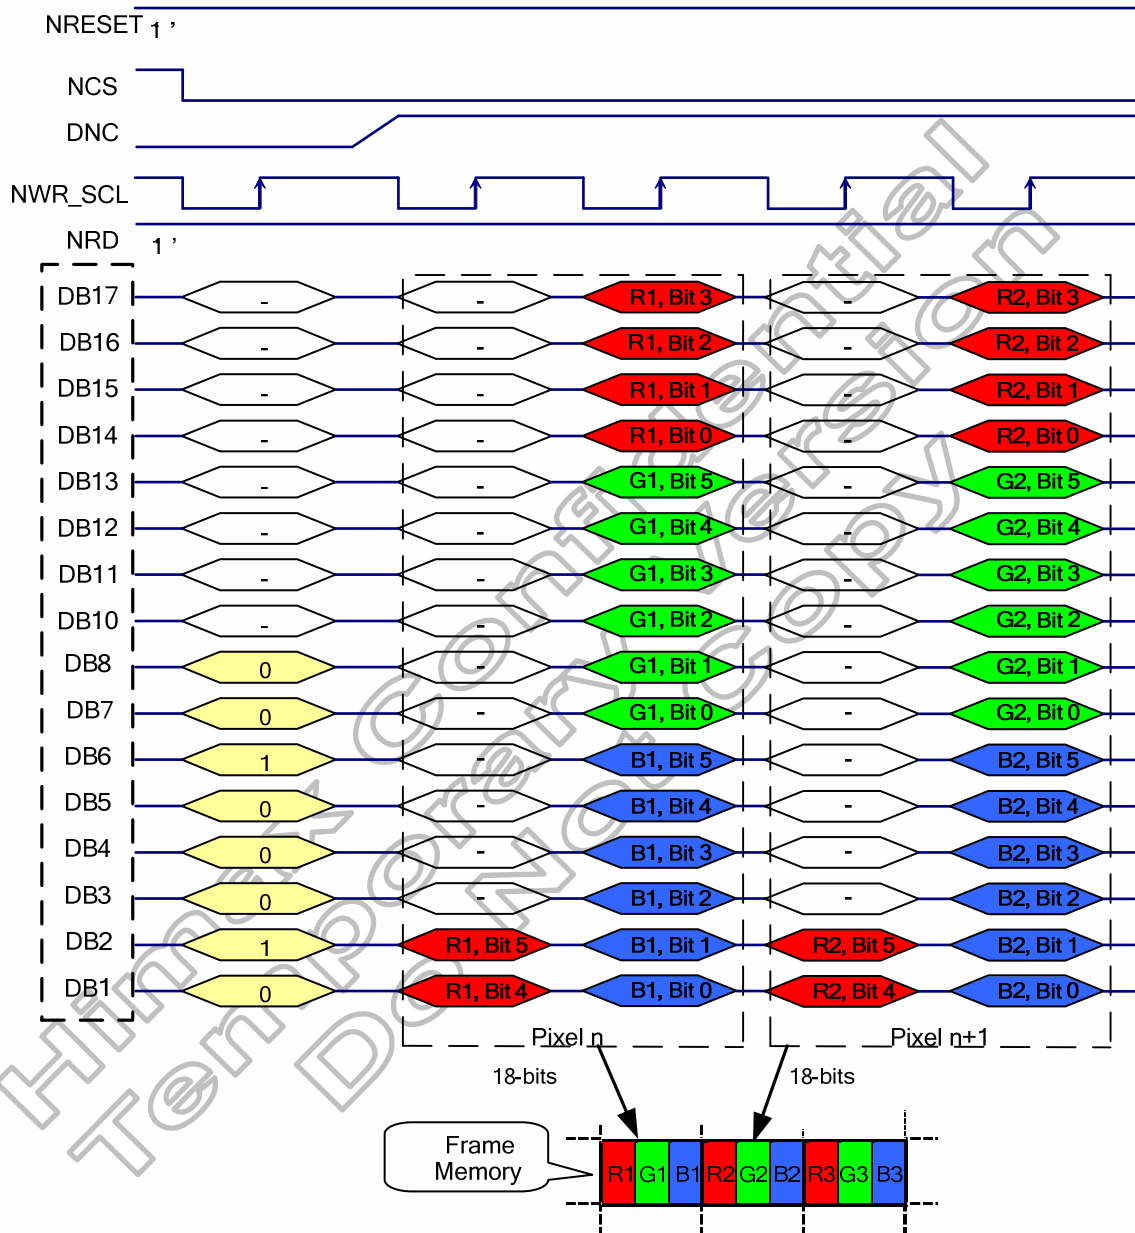 NRESET 1 '
NCS
DNC
NWR_SCL
NRD 1 '
DB17 - - R1, Bit 3 - R2, Bit 3
DB16 - - R1, Bit 2 - R2, Bit 2
DB15 - - R1, Bit 1 - R2, Bit 1
DB14 - - R1, Bit 0 - R2, Bit 0
DB13 - - G1, Bit 5 - G2, Bit 5
DB12 - - G1, Bit 4 - G2, Bit 4
DB11 - - G1, Bit 3 - G2, Bit 3
DB10 - - G1, Bit 2 - G2, Bit 2
DB8 0 - G1, Bit 1 - G2, Bit 1
DB7 0 - G1, Bit 0 - G2, Bit 0
DB6 1 - B1, Bit 5 - B2, Bit 5
DB5 0 - B1, Bit 4 - B2, Bit 4
DB4 0 - B1, Bit 3 - B2, Bit 3
DB3 0 - B1, Bit 2 - B2, Bit 2
DB2 1 R1, Bit 5 B1, Bit 1 R2, Bit 5 B2, Bit 1
DB1 0 R1, Bit 4 B1, Bit 0 R2, Bit 4 B2, Bit 0
Pixel n Pixel n+1
18-bits 18-bits
Frame
Memory
R1 G1 B1 R2 G2 B2 R3 G3 B3
Himax Confidential
Temporary Version
Do Not Copy